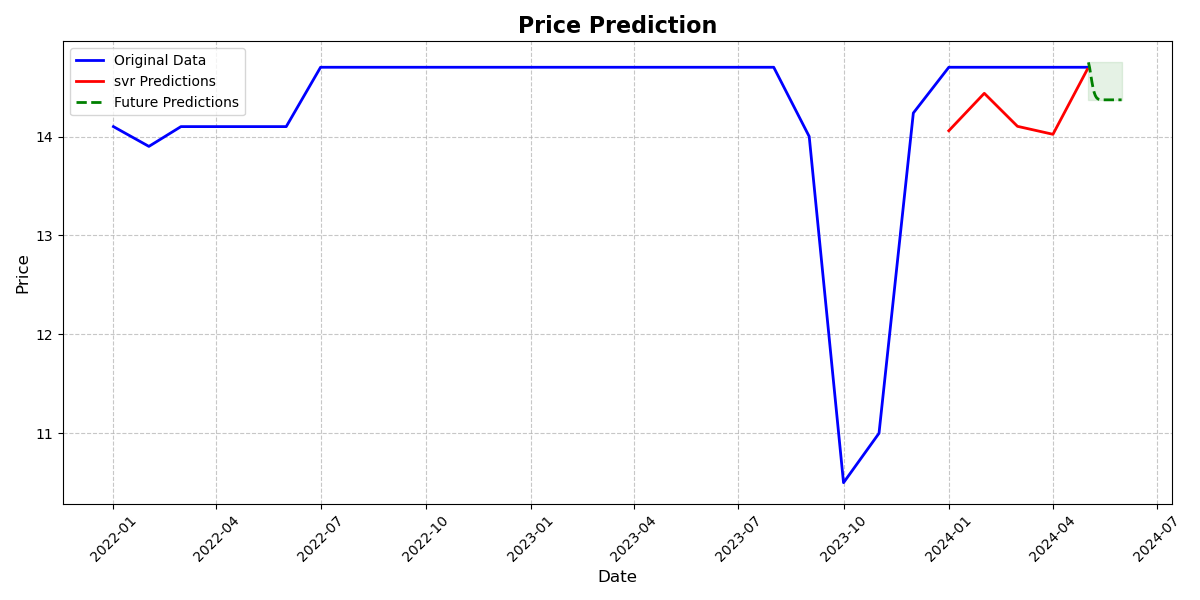 Price Prediction
Original Data
svr Predictions
Future Predictions
Price
14
13
12
11
2022-01
2022-04
2022-07
2022-10
2023-01
2023-04
2023-07
2023-10
2024-01
2024-04
2024-07
Date